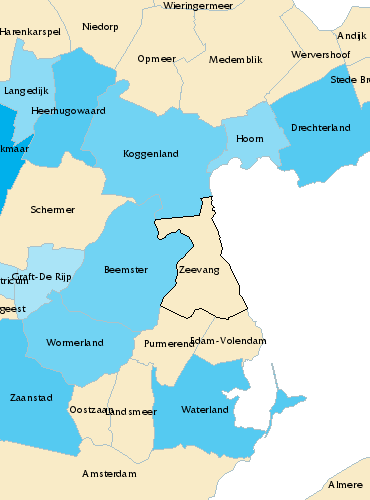 Wieringermeer
Niedorp
Harenkarspel
Andijk
Opmeer
Medemblik
Wervershoof
Stede Br
Langedijk
Heerhugowaard
Drechterland
Hoorn
kmaar
Koggenland
Schermer
Beemster
Zeevang
Graft-De Rijp
tricum
geest
Wormerland
Purmerend
Edam-Volendam
Zaanstad
Oostzaan
Landsmeer
Waterland
Amsterdam
Almere